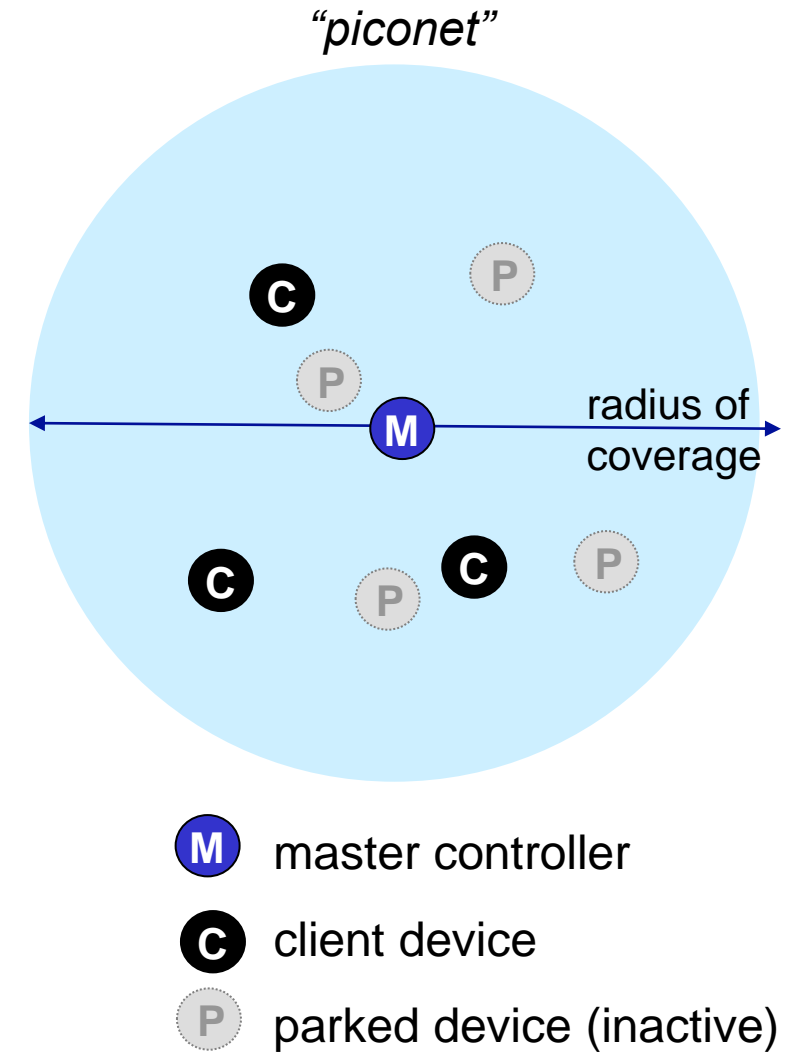 “piconet”
P
C
P
radius of
M
coverage
P
C
C
P
M master controller
C client device
P parked device (inactive)